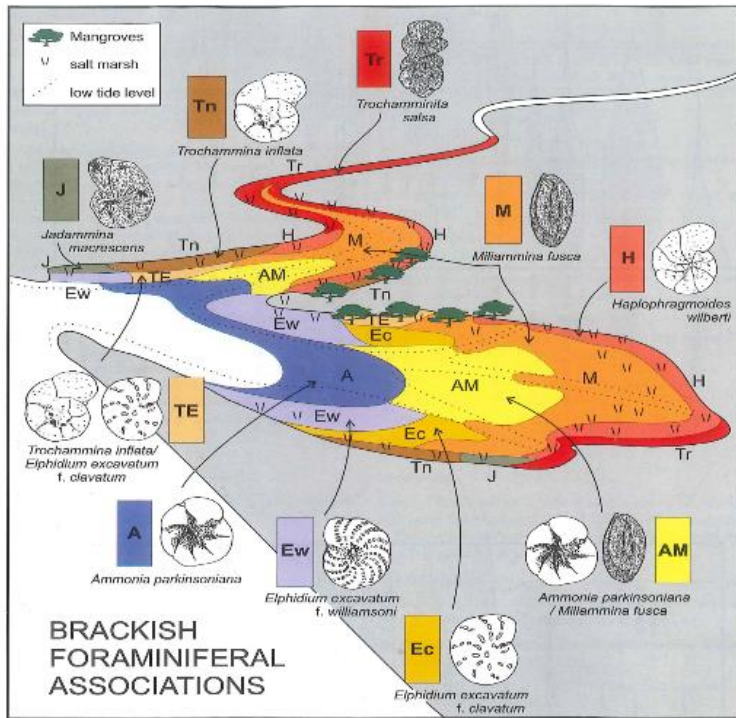 Mangroves
salt marsh
low tide level
Tr
Trochamminita
salsa
Tn
Trochammina inflata
J
Jadammina
macrescens
M
Miliammina fusca
H
Haplophragmoides
wilberti
Tr
Tn
H
M
H
J
TE
AM
Ew
Tn
Ew
TE
Ec
A
AM
M
H
Ew
Ec
Tn
J
Tr
TE
Trochammina inflata/
Elphidium excavatum
f. clavatum
A
Ammonia parkinsoniana
Ew
Elphidium excavatum
f. williamsoni
AM
Ammonia parkinsoniana
/ Miliammina fusca
Ec
Elphidium excavatum
f. clavatum
BRACKISH
FORAMINIFERAL
ASSOCIATIONS